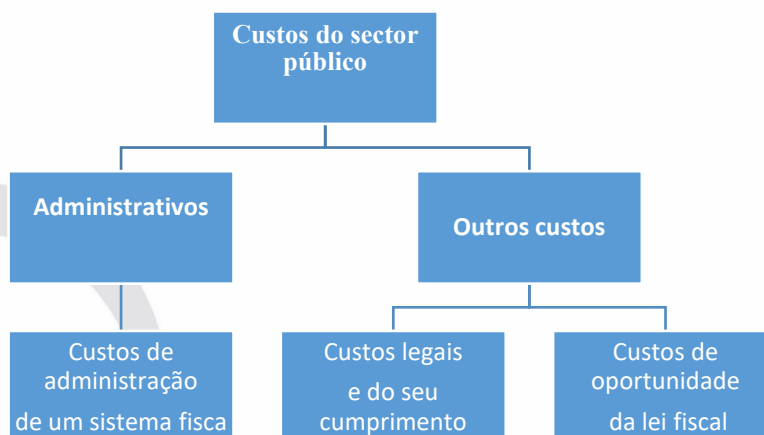 Custos do sector
público
Administrativos
Outros custos
Custos de
administração
de um sistema fisca
Custos legais
e do seu
cumprimento
Custos de
oportunidade
da lei fiscal